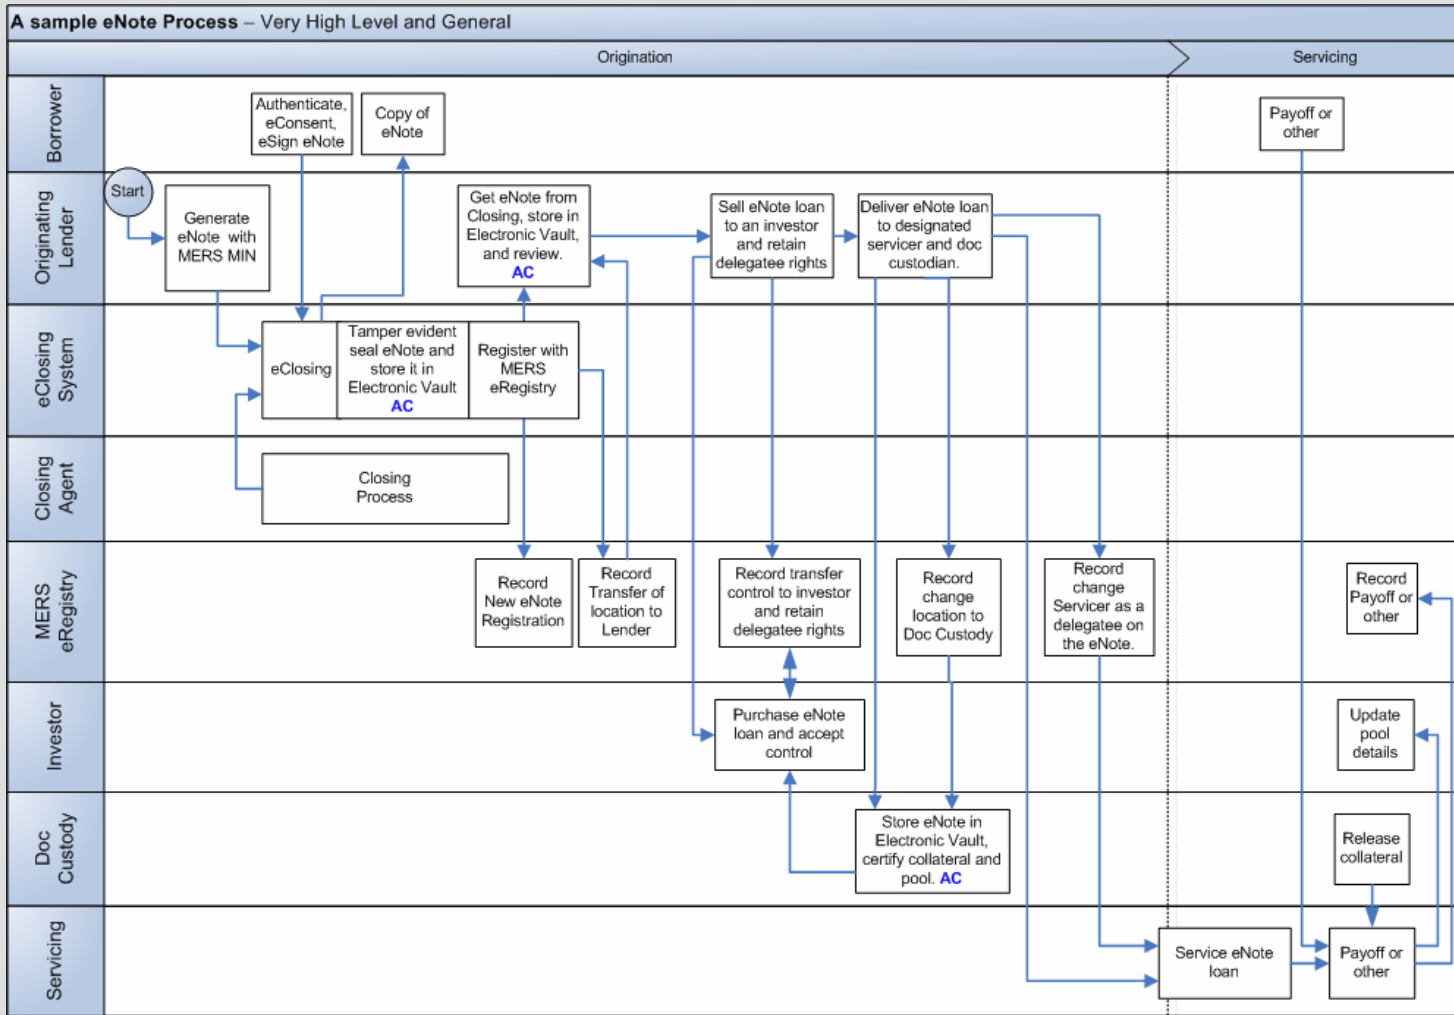 A sample eNote Process – Very High Level and General
Origination
Servicing
Borrower
Authenticate,
eConsent,
eSign eNote
Copy of
eNote
Payoff or
other
Originating
Lender
Start
Generate
eNote with
MERS MIN
Get eNote from
Closing, store in
Electronic Vault,
and review.
AC
Sell eNote loan
to an investor
and retain
delegatee rights
Deliver eNote loan
to designated
servicer and doc
custodian.
eClosing
System
eClosing
Tamper evident
seal eNote and
store it in
Electronic Vault
AC
Register with
MERS
eRegistry
Closing
Agent
Closing
Process
MERS
eRegistry
Record
New eNote
Registration
Record
Transfer of
location to
Lender
Record transfer
control to investor
and retain
delegatee rights
Record
change
location to
Doc Custody
Record
change
Servicer as a
delegatee on
the eNote.
Record
Payoff or
other
Investor
Purchase eNote
loan and accept
control
Update
pool
details
Doc
Custody
Store eNote in
Electronic Vault,
certify collateral and
pool. AC
Release
collateral
Servicing
Service eNote
loan
Payoff or
other